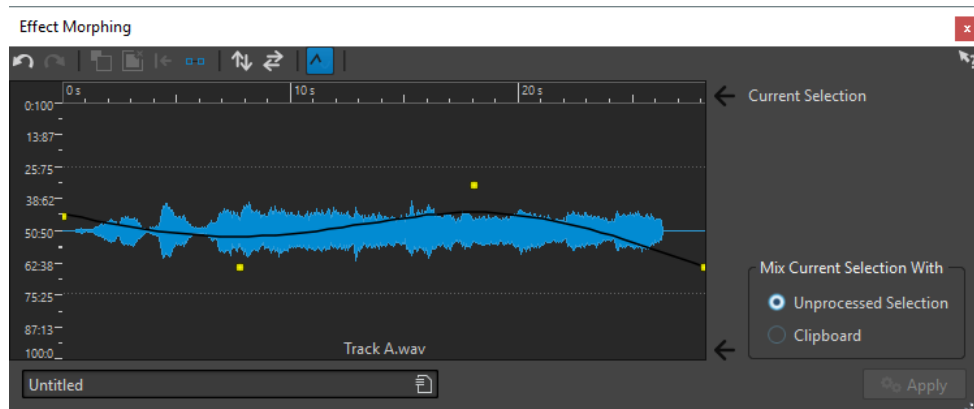 Effect Morphing
0 s 10 s 20 s
0:100
Current Selection
13:87
25:75
38:62
50:50
62:38
Mix Current Selection With
75:25
Unprocessed Selection
87:13
Clipboard
100:0
Track A.wav
Untitled
Apply